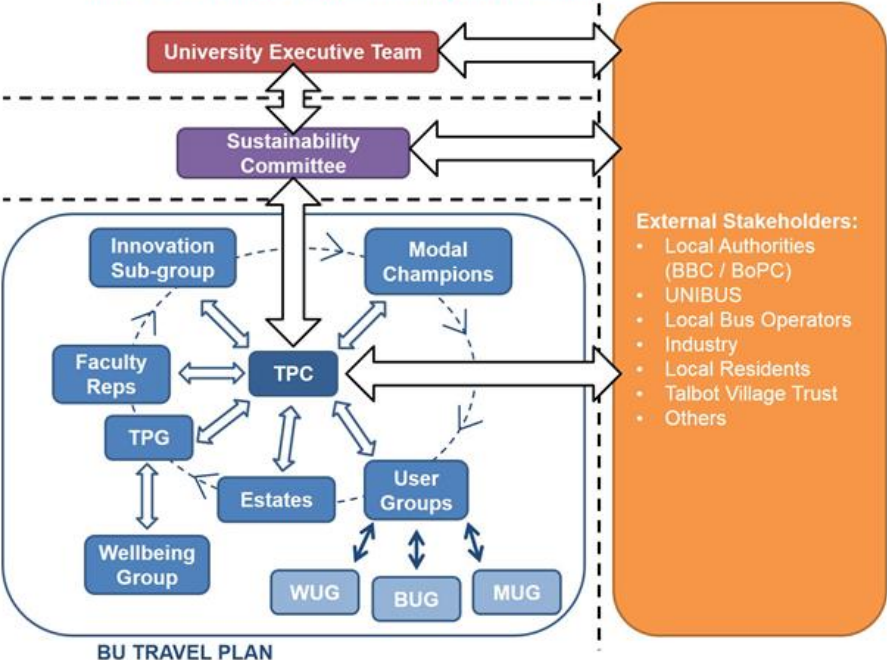 University Executive Team
Sustainability
Committee
Innovation
Sub-group
Modal
Champions
Faculty
Reps
TPC
TPG
Estates
User
Groups
Wellbeing
Group
WUG
BUG
MUG
BU TRAVEL PLAN
External Stakeholders:
• Local Authorities
(BBC / BoPC)
• UNIBUS
• Local Bus Operators
• Industry
• Local Residents
• Talbot Village Trust
• Others